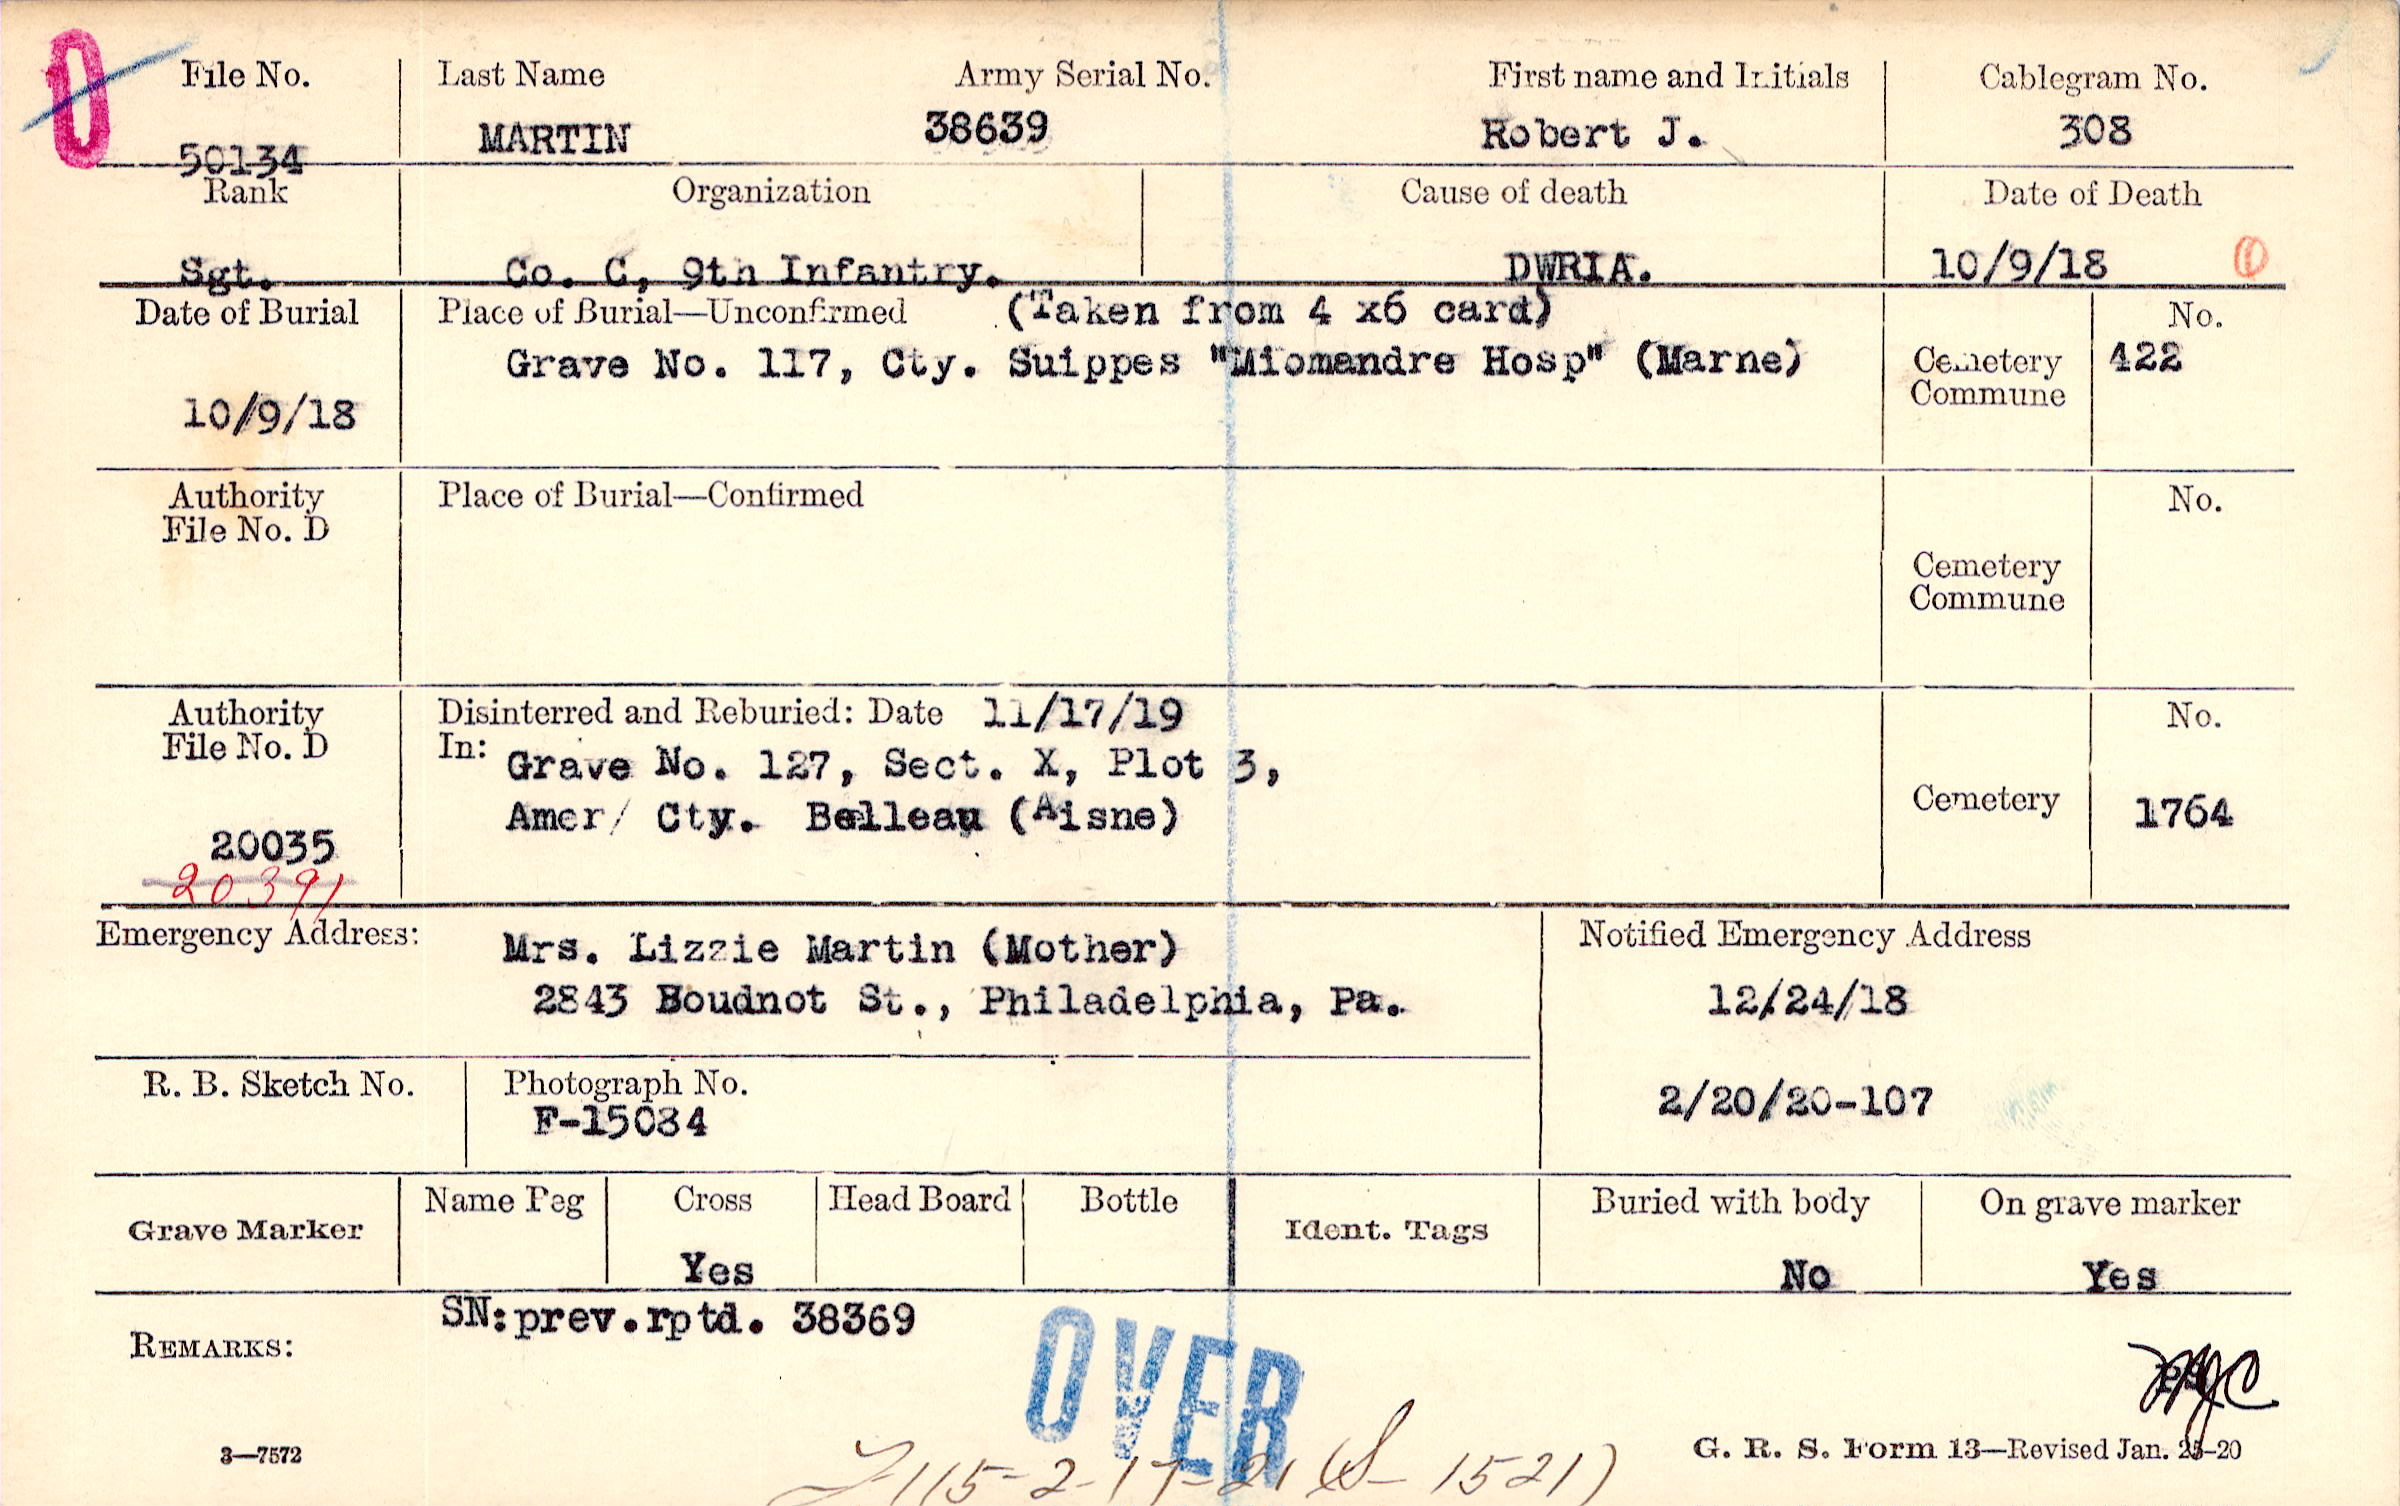 0
File No. Last Name Army Serial No. First name and Initials Cablegram No.
50134 MARTIN 38639 Robert J. 308
Rank Organization Cause of death Date of Death
Sgt. Co. C, 9th Infantry. DWRIA. 10/9/18 0
Date of Burial Place of Burial—Unconfirmed (Taken from 4 x6 card) No.
Grave No. 117, Cty. Suippes "Miomandre Hosp" (Marne) Cemetery 422
Commune
10/9/18
Authority Place of Burial—Confirmed No.
File No. D
Cemetery
Commune
Authority Disinterred and Reburied: Date 11/17/19 No.
File No. D In: Grave No. 127, Sect. X, Plot 3,
Amer/ Cty. Belleau (Aisne) Cemetery 1764
20035
20391
Emergency Address: Mrs. Lizzie Martin (Mother) Notified Emergency Address
2843 Boudnot St., Philadelphia, Pa. 12/24/18
R. B. Sketch No. Photograph No.
F-15034 2/20/20-107
Grave Marker Name Peg Cross Head Board Bottle Ident. Tags Buried with body On grave marker
Yes No Yes
SN:prev.rptd. 38369
REMARKS:
OVER
3—7572 G. R. S. Form 13—Revised Jan. 25-20
115-2-17-21 (S- 1521)